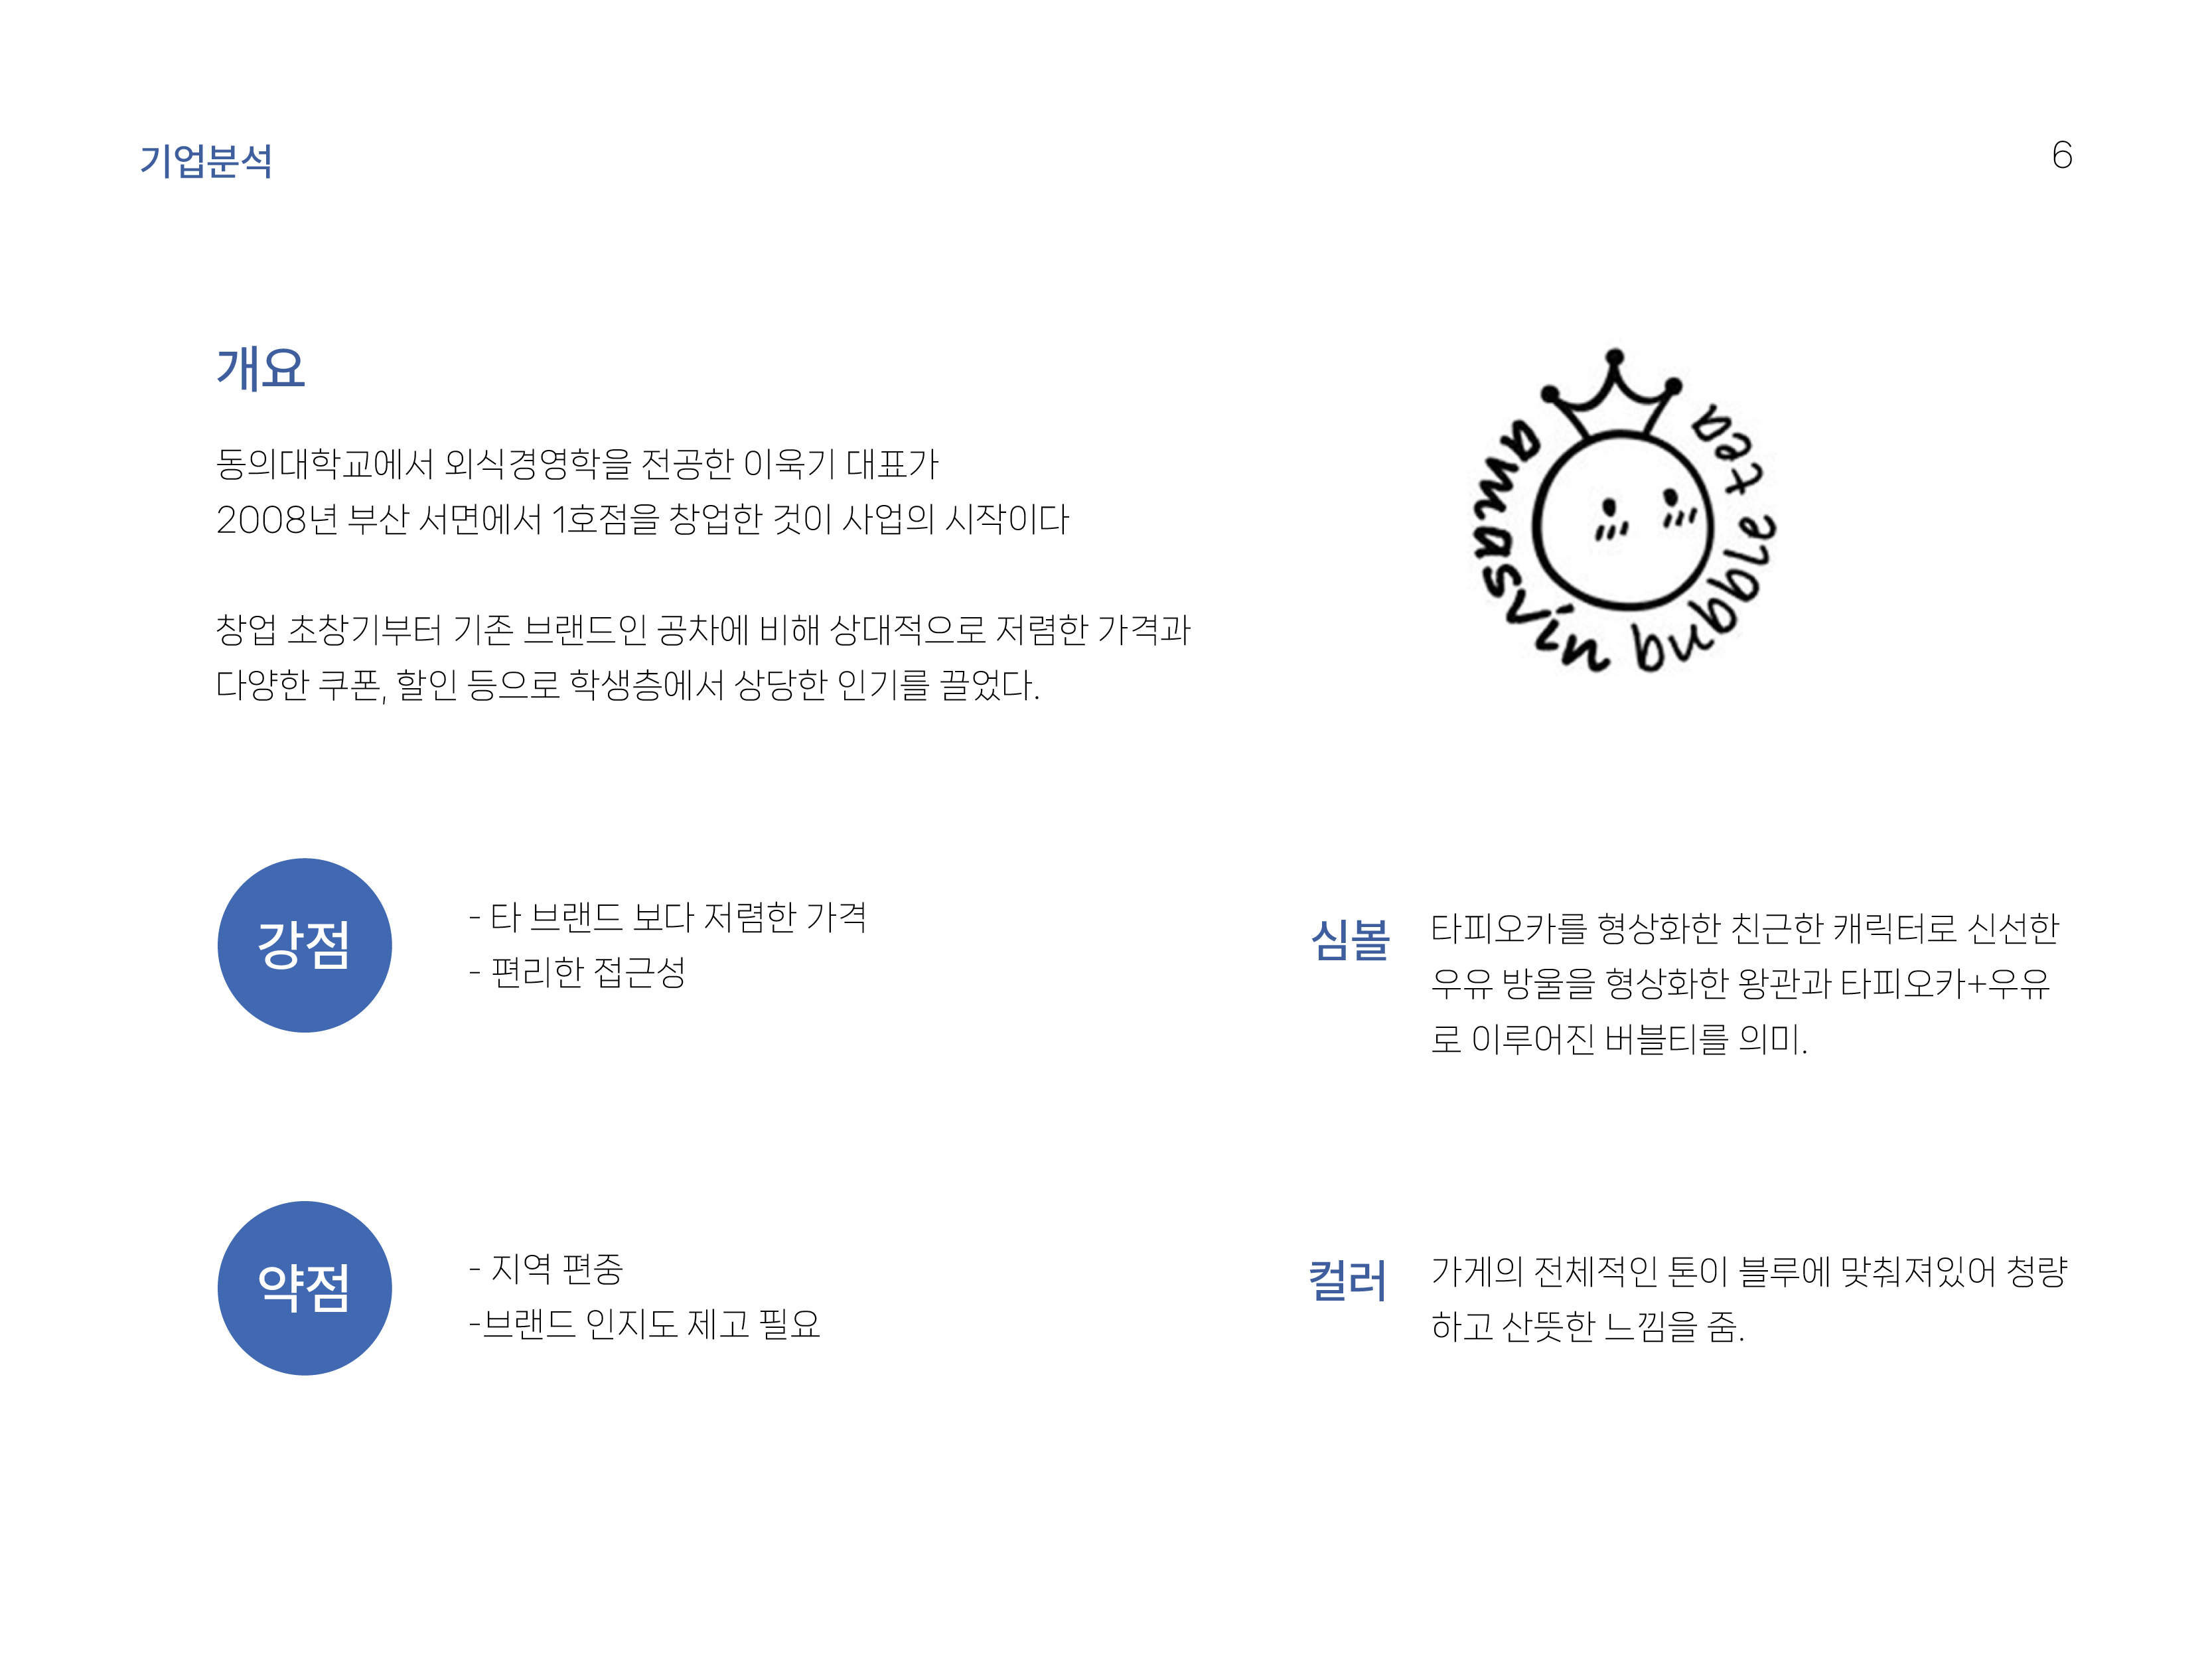 기업분석
6
개요
동의대학교에서 외식경영학을 전공한 이욱기 대표가
2008년 부산 서면에서 1호점을 창업한 것이 사업의 시작이다
창업 초창기부터 기존 브랜드인 공차에 비해 상대적으로 저렴한 가격과
다양한 쿠폰, 할인 등으로 학생층에서 상당한 인기를 끌었다.
amasvin bubble tea
강점
- 타 브랜드 보다 저렴한 가격
- 편리한 접근성
심볼
타피오카를 형상화한 친근한 캐릭터로 신선한
우유 방울을 형상화한 왕관과 타피오카+우유
로 이루어진 버블티를 의미.
약점
- 지역 편중
-브랜드 인지도 제고 필요
컬러
가게의 전체적인 톤이 블루에 맞춰져있어 청량
하고 산뜻한 느낌을 줌.